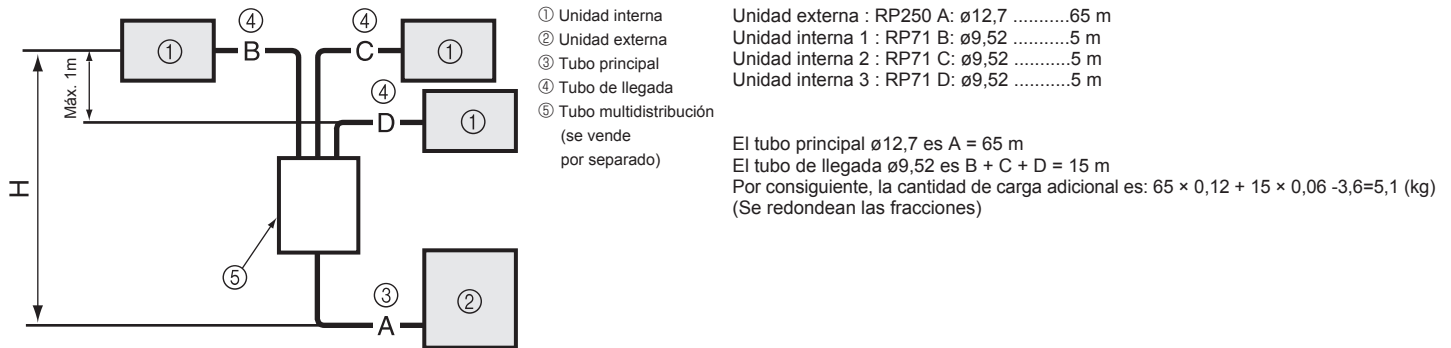 ④
④
①
B
C
①
Máx. 1m
④
D
①
H
⑤
③
②
A
① Unidad interna
② Unidad externa
③ Tubo principal
④ Tubo de llegada
⑤ Tubo multidistribución
(se vende
por separado)
Unidad externa : RP250 A: ø12,7 ...........65 m
Unidad interna 1 : RP71 B: ø9,52 ...........5 m
Unidad interna 2 : RP71 C: ø9,52 ...........5 m
Unidad interna 3 : RP71 D: ø9,52 ...........5 m
El tubo principal ø12,7 es A = 65 m
El tubo de llegada ø9,52 es B + C + D = 15 m
Por consiguiente, la cantidad de carga adicional es: 65 × 0,12 + 15 × 0,06 -3,6=5,1 (kg)
(Se redondean las fracciones)